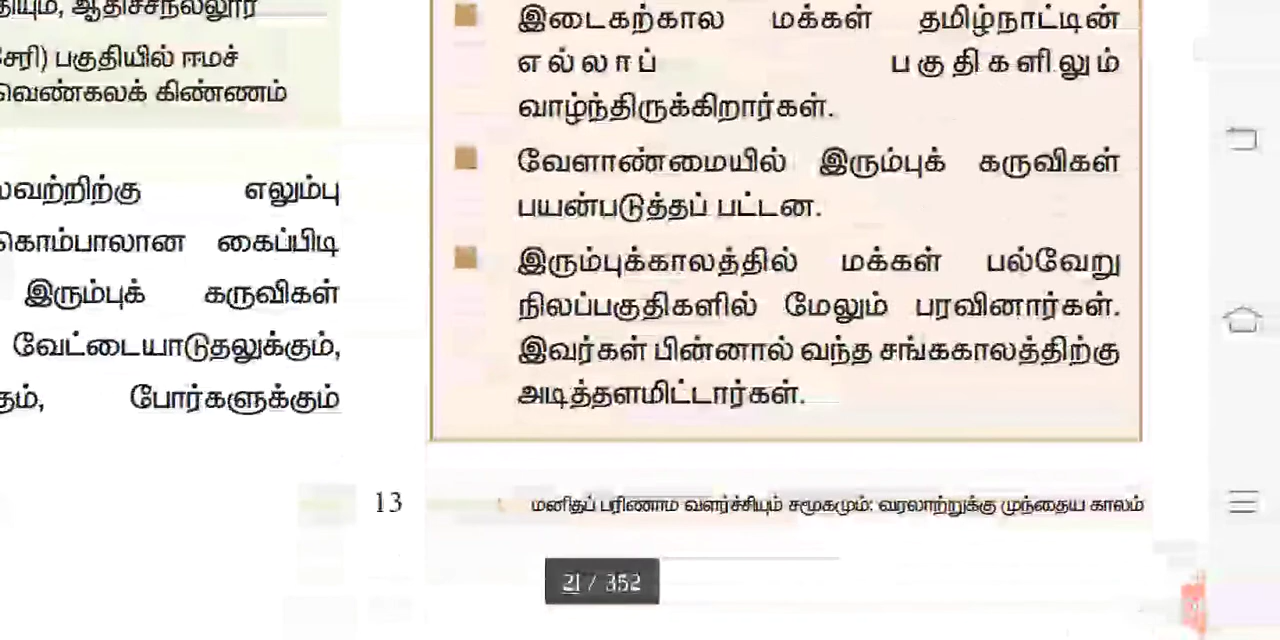 ஆதிச்சநல்லூர்
பகுதியில் ஈமச்
வெண்கலக் கிண்ணம்
எலும்பு
கைப்பிடி
இரும்புக் கருவிகள்
வேட்டையாடுதலுக்கும்,
போர்களுக்கும்
இடைகற்கால மக்கள் தமிழ்நாட்டின்
எல்லாப் பகுதிகளிலும்
வாழ்ந்திருக்கிறார்கள்.
வேளாண்மையில் இரும்புக் கருவிகள்
பயன்படுத்தப் பட்டன.
இரும்புக்காலத்தில் மக்கள் பல்வேறு
நிலப்பகுதிகளில் மேலும் பரவினார்கள்.
இவர்கள் பின்னால் வந்த சங்ககாலத்திற்கு
அடித்தளமிட்டார்கள்.
13 மனிதப் பரிணாம வளர்ச்சியும் சமூகமும்: வரலாற்றுக்கு முந்தைய காலம்
21 / 352